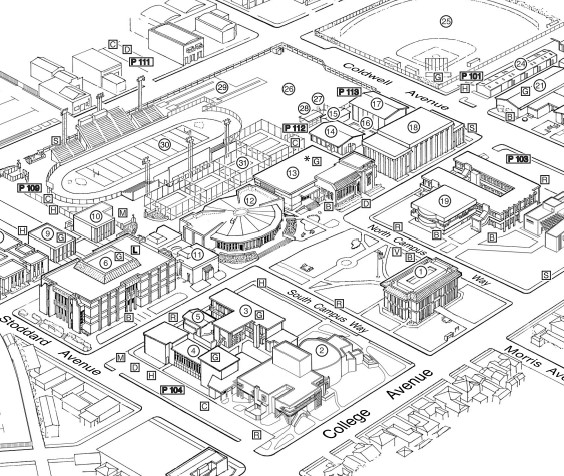 25
C
D
P 111
Coldwell Avenue
G
P 101
H
24
21
G
B
29
26
27
28
15
P 113
17
16
P 112
14
18
S
C
S
30
31
13
* G
P 103
R
P 109
C
H
10
M
12
B
D
19
R
B
B
H
9
G
6
G
L
11
North Campus Way
V
B
1
S
H
South Campus Way
R
B
R
5
3
G
4
G
2
Stoddard Avenue
M
D
H
P 104
C
R
College Avenue
Morris Ave